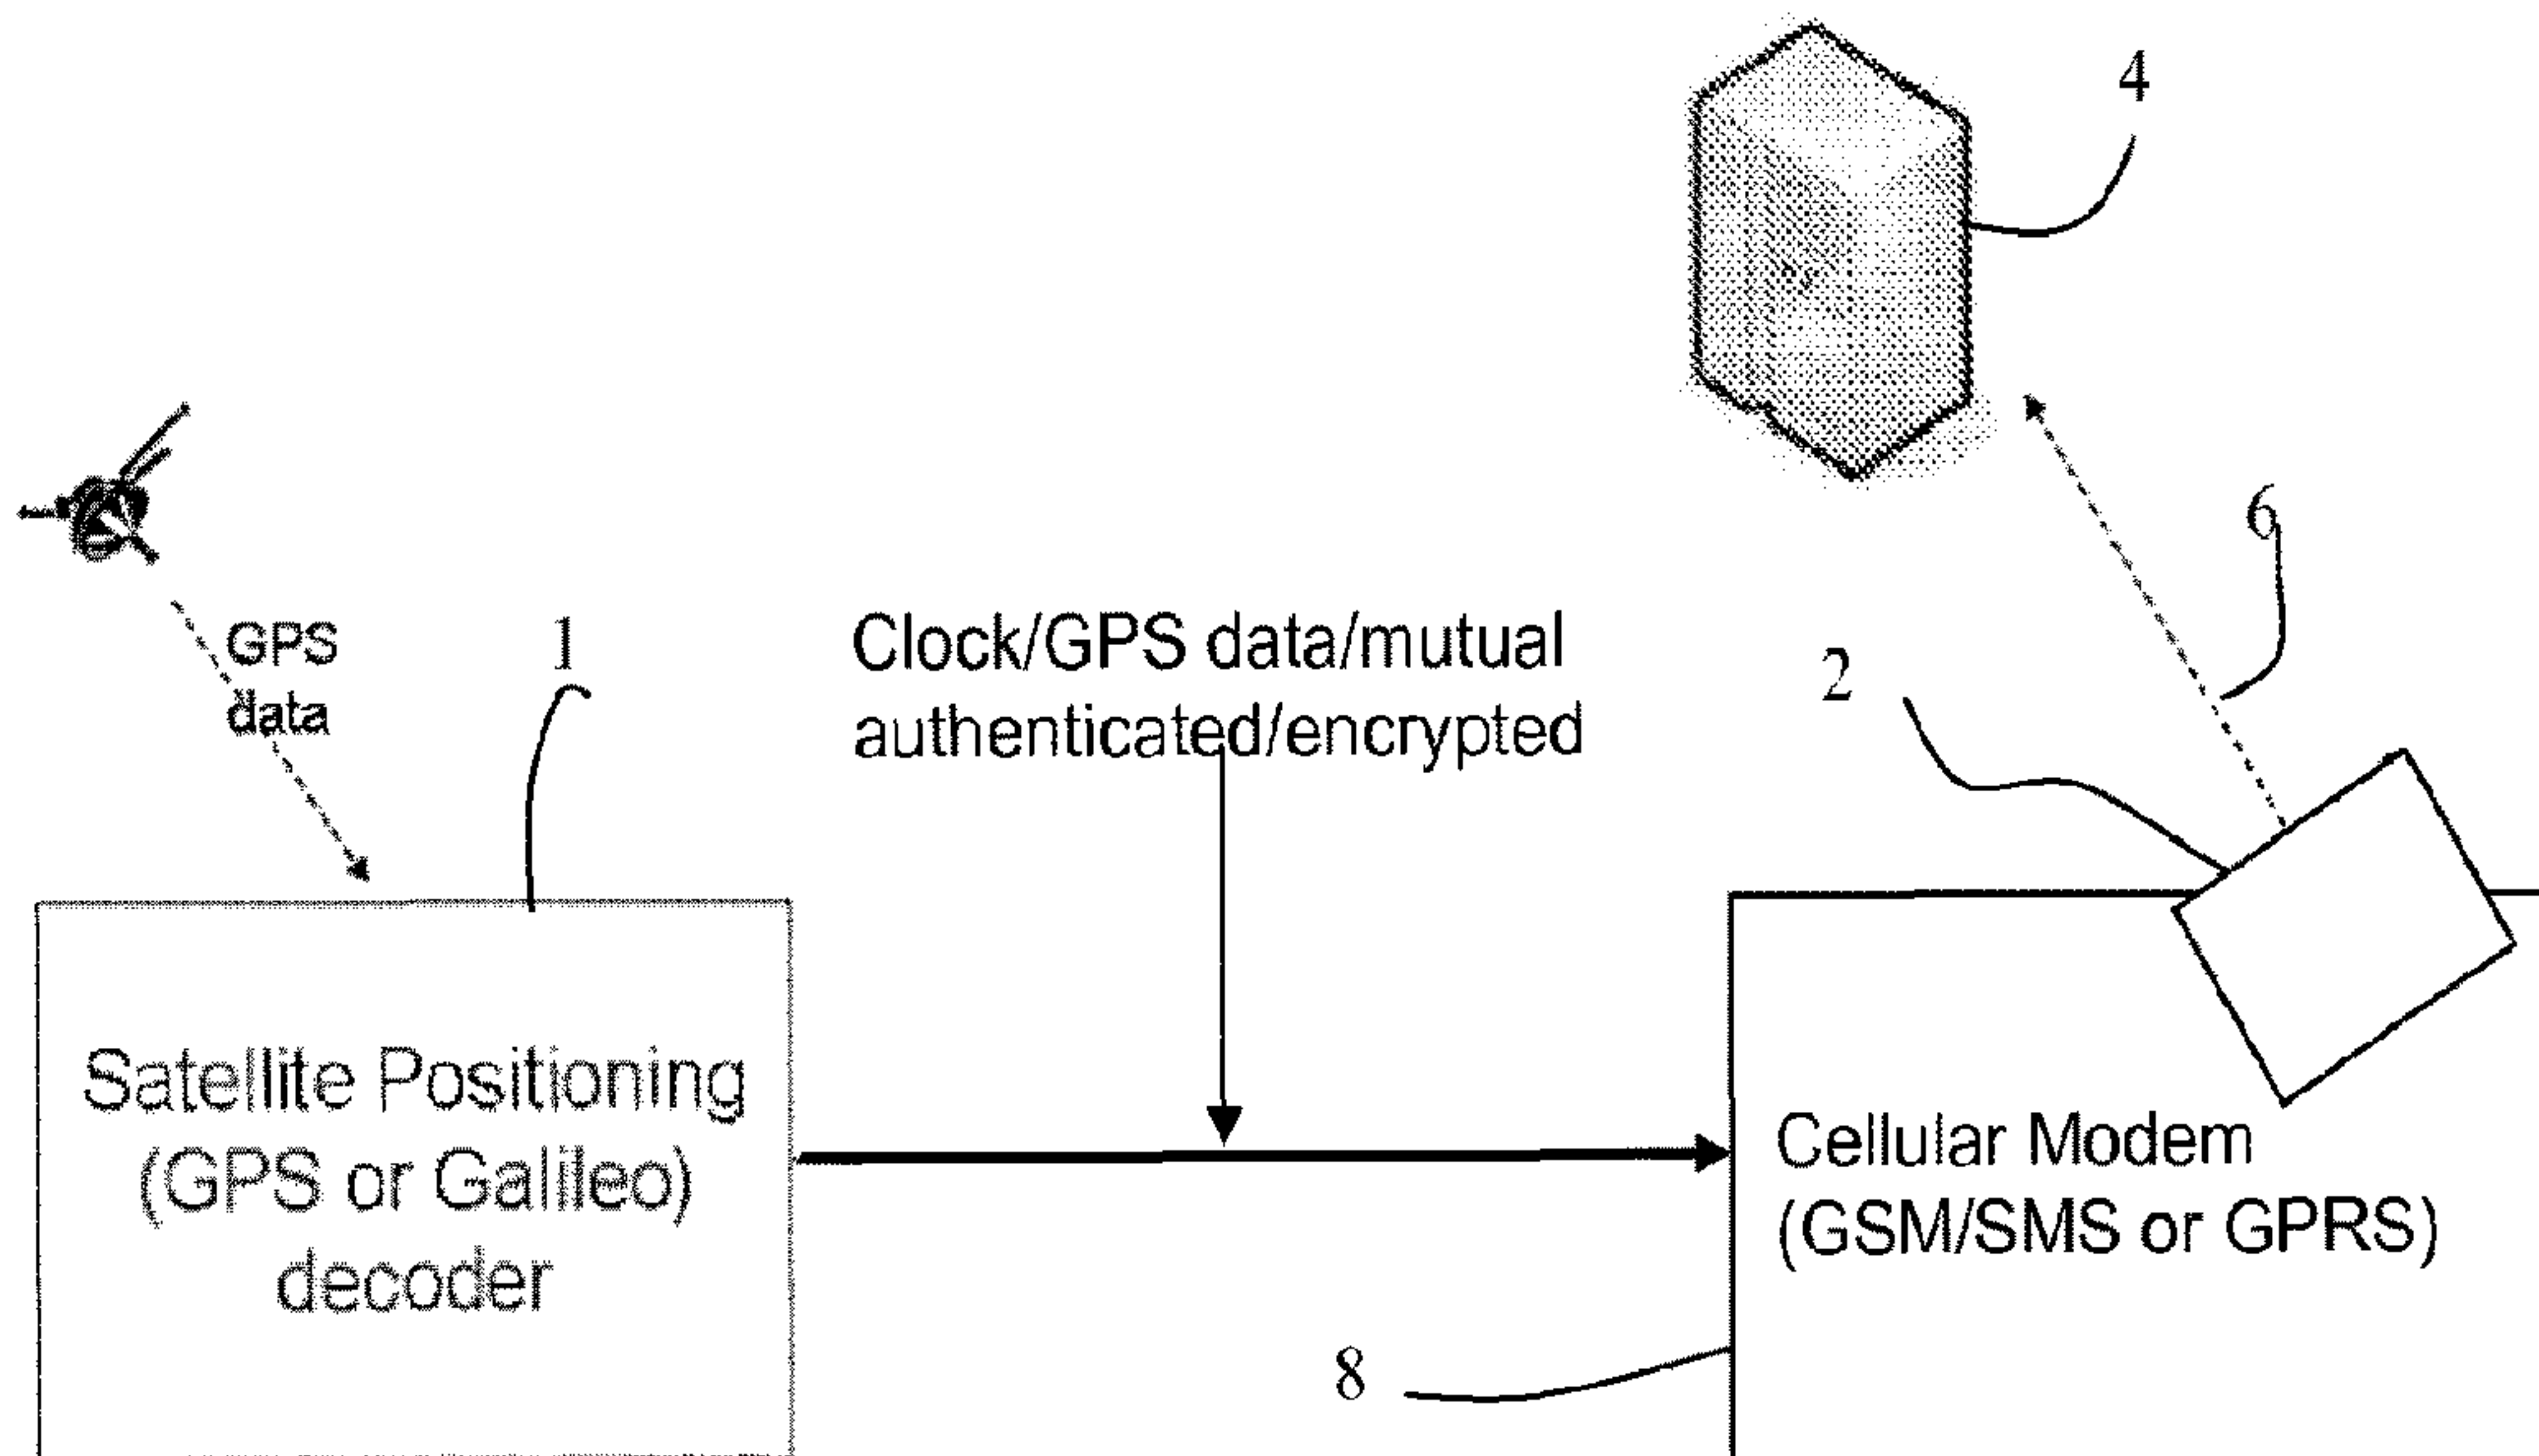 4
6
GPS
data
1
Clock/GPS data/mutual
authenticated/encrypted
2
Satellite Positioning
(GPS or Galileo)
decoder
Cellular Modem
(GSM/SMS or GPRS)
8